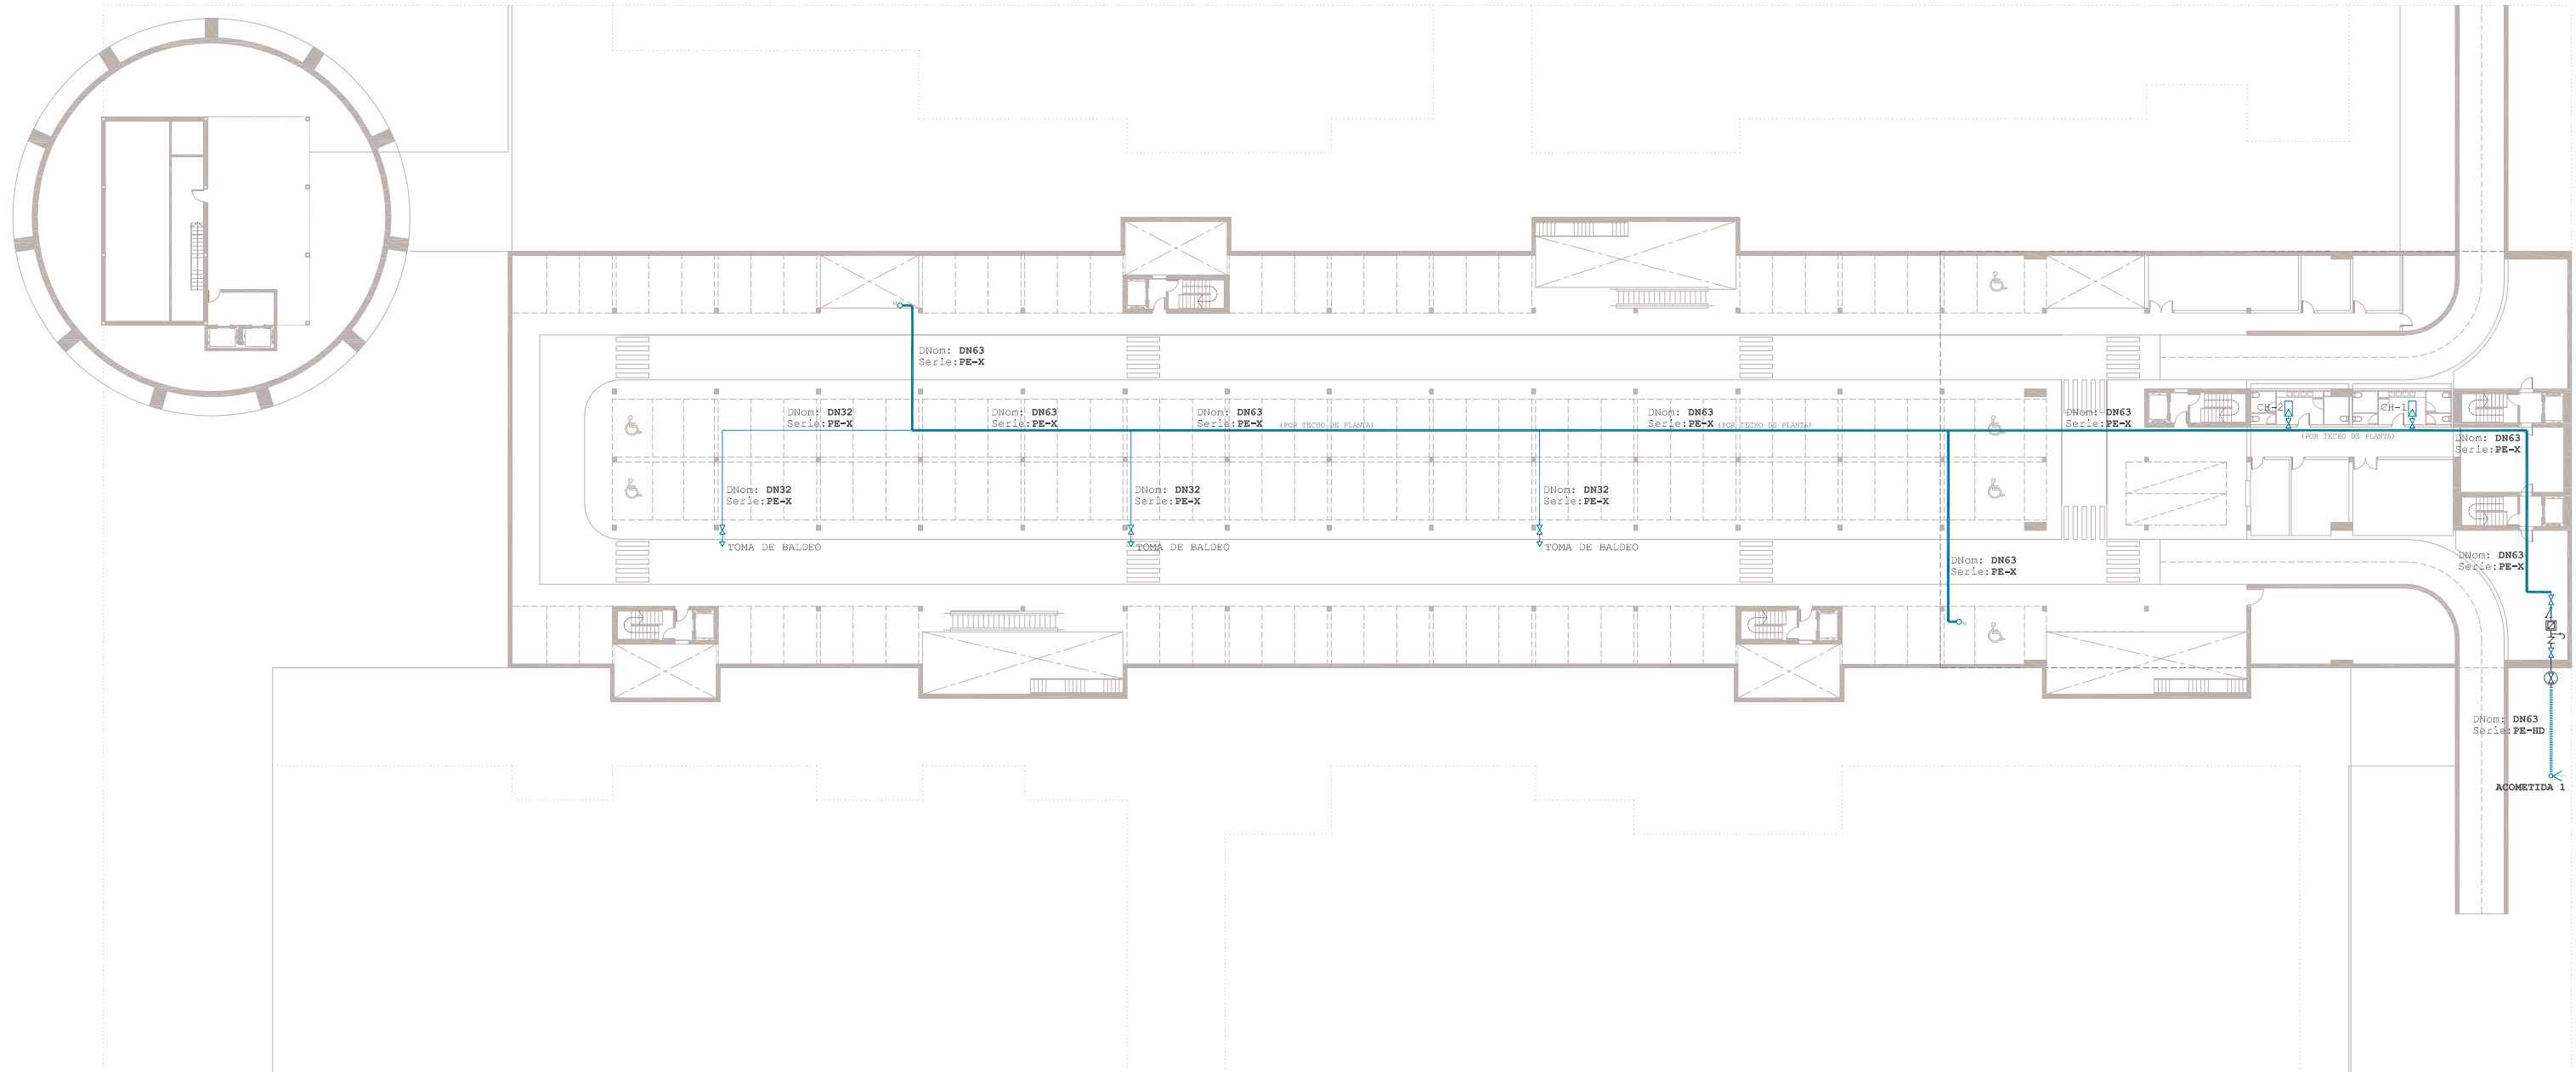 DNom: DN63
Serie:PE-X
DNom: DN32
Serie:PE-X
DNom: DN63
Serie:PE-X
DNom: DN63
Serie:PE-X
(POR TECHO DE PLANTA)
DNom: DN63
Serie:PE-X
(POR TECHO DE PLANTA)
DNom: DN63
Serie:PE-X
CH-2
CH-1
(POR TECHO DE PLANTA)
DNom: DN63
Serie:PE-X
DNom: DN32
Serie:PE-X
DNom: DN32
Serie:PE-X
DNom: DN32
Serie:PE-X
TOMA DE BALDEO
TOMA DE BALDEO
TOMA DE BALDEO
DNom: DN63
Serie:PE-X
DNom: DN63
Serie:PE-X
DNom: DN63
Serie:PE-HD
ACOMETIDA 1